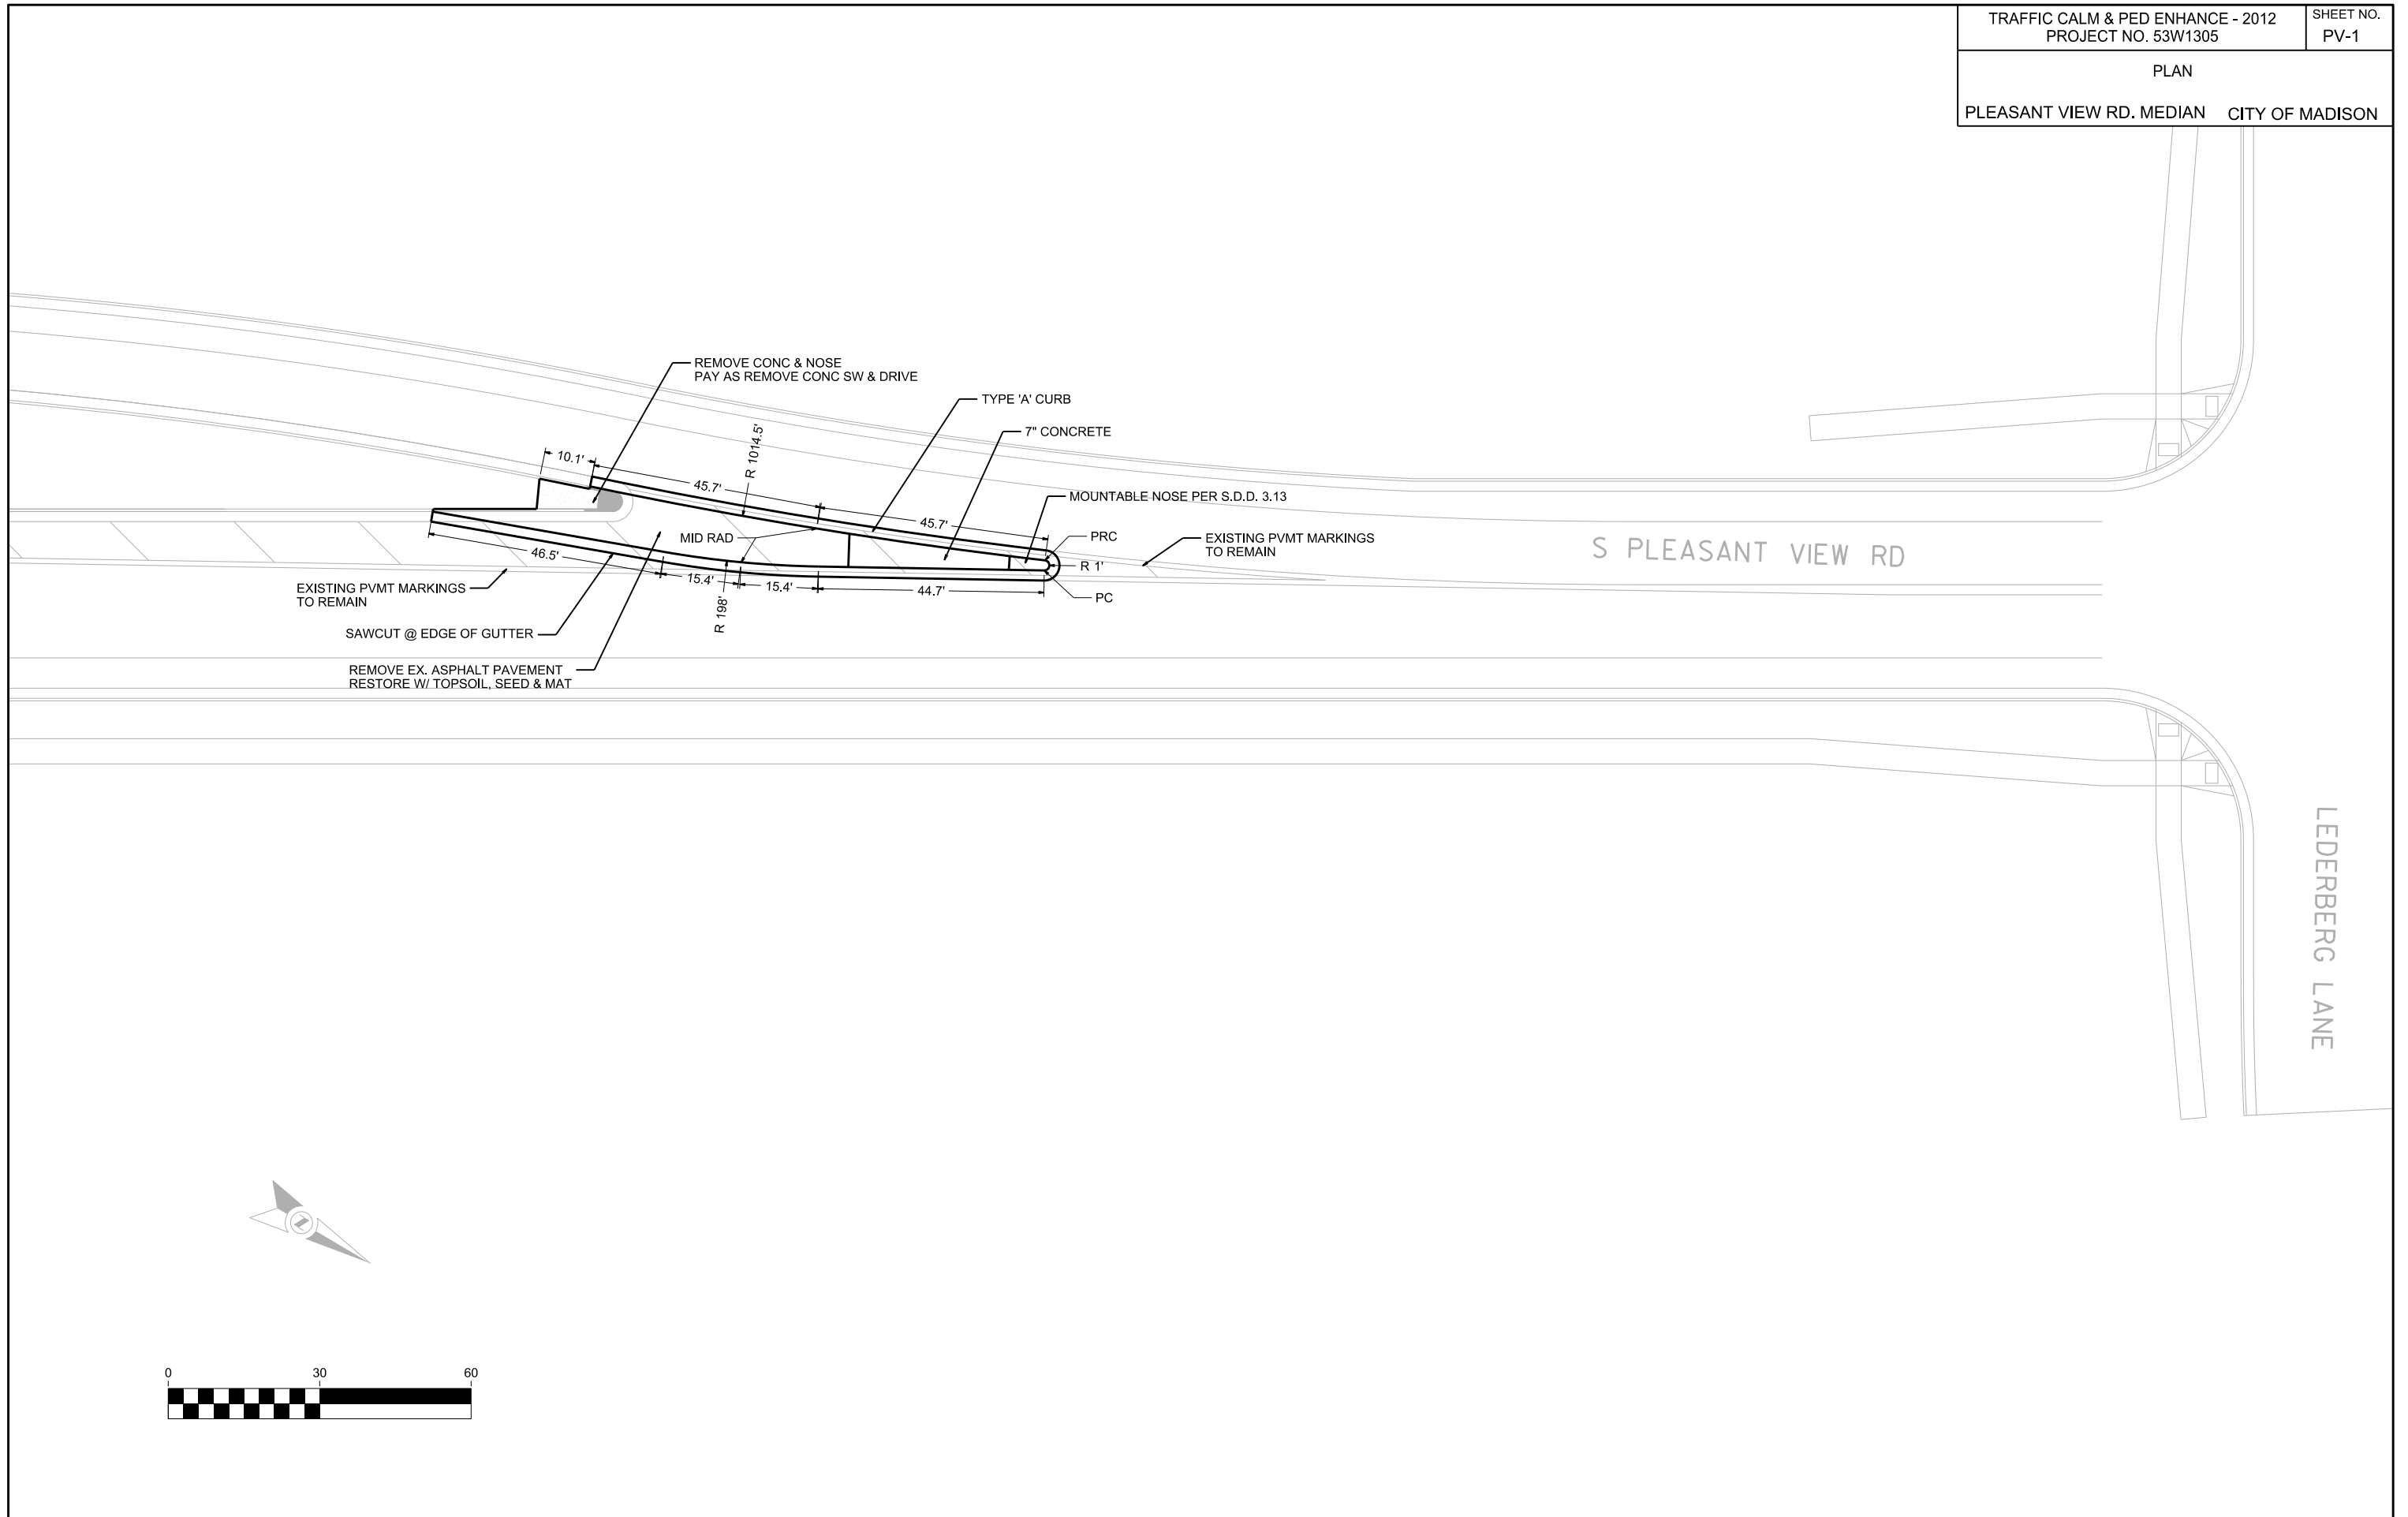 TRAFFIC CALM & PED ENHANCE - 2012
PROJECT NO. 53W1305
SHEET NO.
PV-1
PLAN
PLEASANT VIEW RD. MEDIAN CITY OF MADISON
REMOVE CONC & NOSE
PAY AS REMOVE CONC SW & DRIVE
TYPE 'A' CURB
7" CONCRETE
10.1'
R 1014.5'
45.7'
MOUNTABLE NOSE PER S.D.D. 3.13
45.7'
MID RAD
PRC
EXISTING PVMT MARKINGS
TO REMAIN
S PLEASANT VIEW RD
46.5'
R 1'
EXISTING PVMT MARKINGS
TO REMAIN
15.4'
15.4'
44.7'
PC
R 198'
SAWCUT @ EDGE OF GUTTER
REMOVE EX. ASPHALT PAVEMENT
RESTORE W/ TOPSOIL, SEED & MAT
LEDERBERG LANE
Z
0 30 60